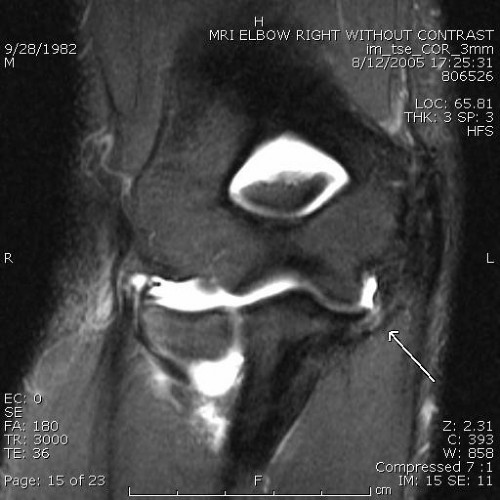 H
MRI ELBOW RIGHT WITHOUT CONTRAST
9/28/1982
im_tse_COR_3mm
M
8/12/2005 17:25:31
806526
LOC: 65.81
THK: 3 SP: 3
HFS
R
L
EC: 0
SE
FA: 180
Z: 2.31
TR: 3000
C: 393
TE: 36
W: 858
Compressed 7 :1
Page: 15 of 23
F
IM: 15 SE: 11
cm